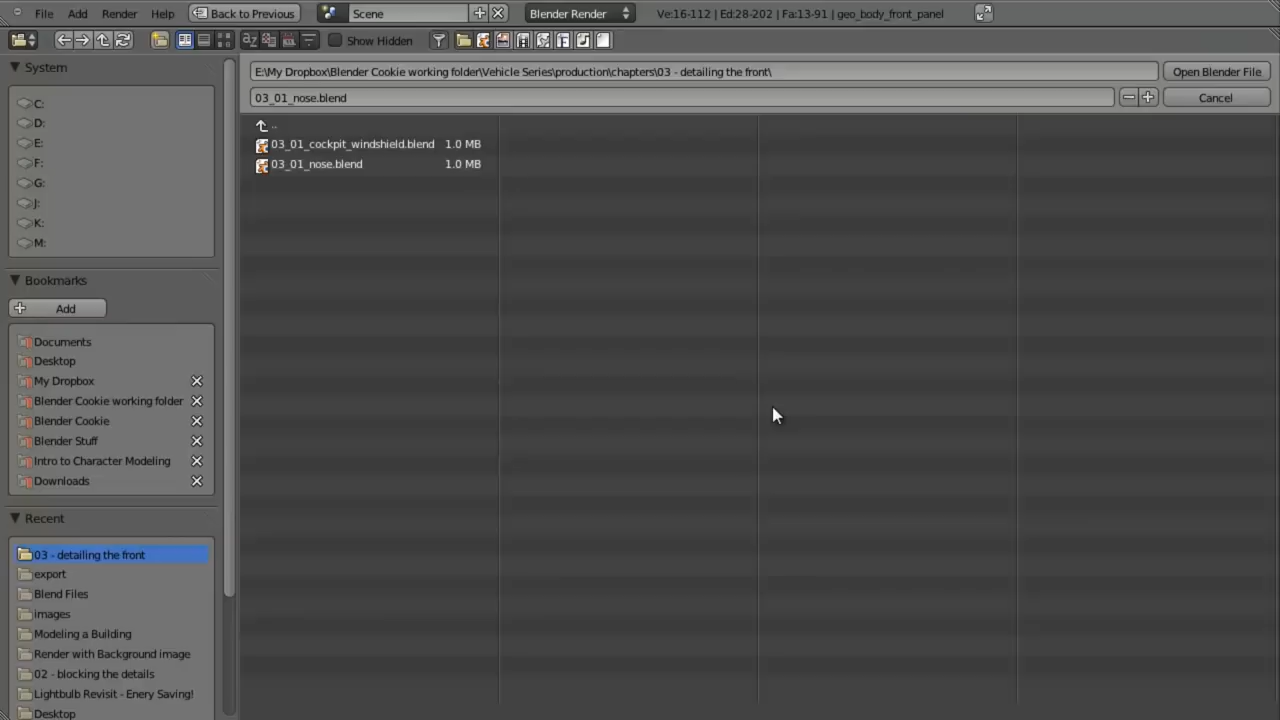 File Add Render Help Back to Previous Scene Blender Render Ve:16-112 | Ed:28-202 | Fa:13-91 | geo_body_front_panel
Show Hidden
System
C:
D:
E:
F:
G:
J:
K:
M:
Bookmarks
Add
Documents
Desktop
My Dropbox
Blender Cookie working folder
Blender Cookie
Blender Stuff
Intro to Character Modeling
Downloads
Recent
03 - detailing the front
export
Blend Files
images
Modeling a Building
Render with Background image
02 - blocking the details
Lightbulb Revisit - Enery Saving!
Desktop
E:\My Dropbox\Blender Cookie working folder\Vehicle Series\production\chapters\03 - detailing the front\ Open Blender File
03_01_nose.blend Cancel
..
03_01_cockpit_windshield.blend 1.0 MB
03_01_nose.blend 1.0 MB